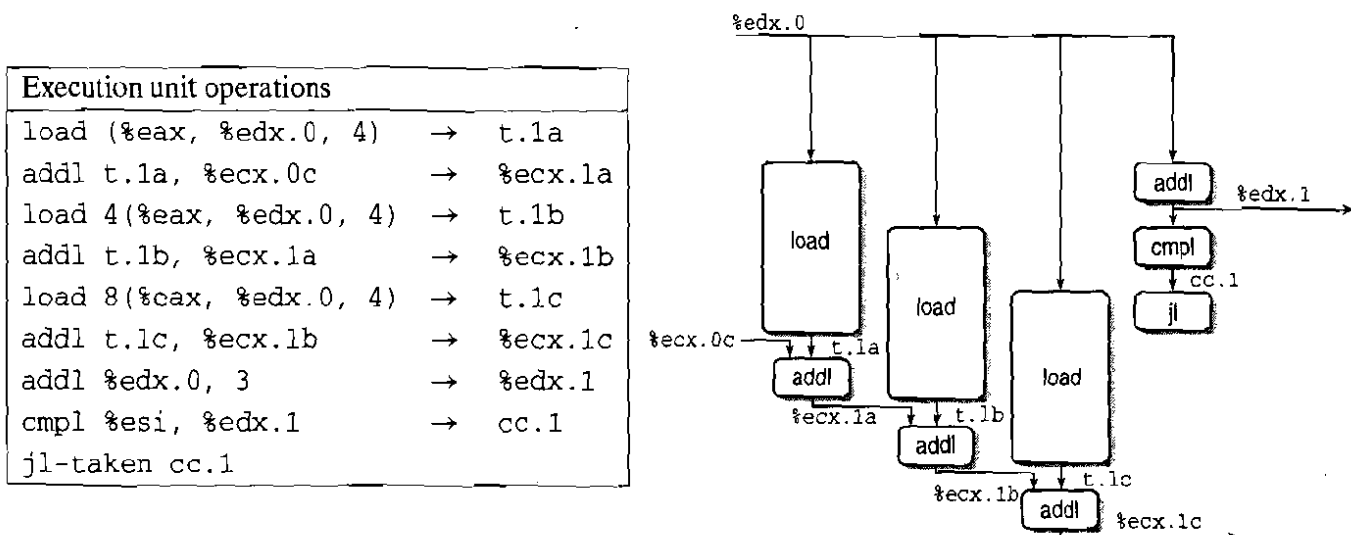 Execution unit operations
load (%eax, %edx.0, 4) → t.1a
addl t.1a, %ecx.0c → %ecx.1a
load 4(%eax, %edx.0, 4) → t.1b
addl t.1b, %ecx.1a → %ecx.1b
load 8(%cax, %edx.0, 4) → t.1c
addl t.1c, %ecx.1b → %ecx.1c
addl %edx.0, 3 → %edx.1
cmpl %esi, %edx.1 → cc.1
jl-taken cc.1
%edx.0
addl
%edx.1
load
cmpl
cc.1
load
jl
%ecx.0c
t.1a
load
addl
%ecx.1a
t.1b
addl
%ecx.1b
t.1c
addl
%ecx.1c